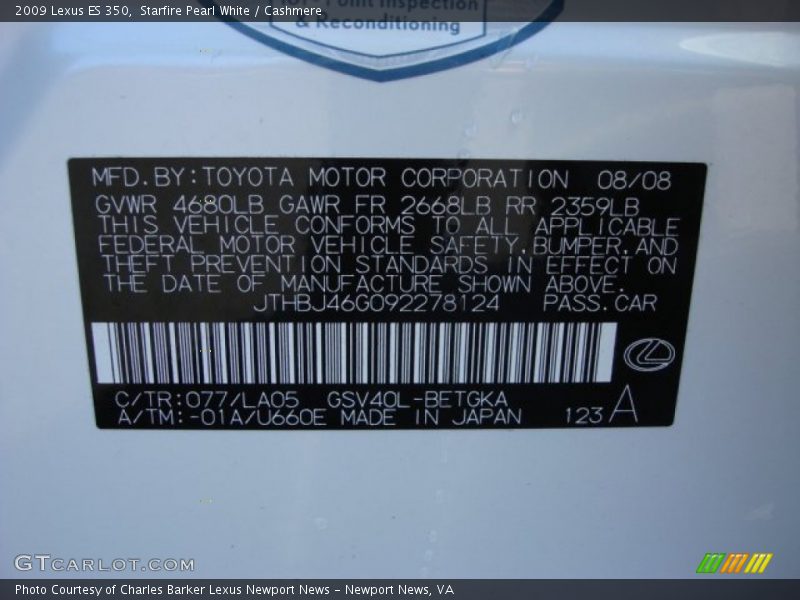 2009 Lexus ES 350, Starfire Pearl White / Cashmere
Point Inspection
& Reconditioning
MFD.BY:TOYOTA MOTOR CORPORATION 08/08
GVWR 4680LB GAWR FR 2668LB RR 2359LB
THIS VEHICLE CONFORMS TO ALL APPLICABLE
FEDERAL MOTOR VEHICLE SAFETY,BUMPER,AND
THEFT PREVENTION STANDARDS IN EFFECT ON
THE DATE OF MANUFACTURE SHOWN ABOVE.
JTHBJ46G092278124 PASS.CAR
C/TR:077/LA05 GSV40L-BETGKA
A/TM:-01A/U660E MADE IN JAPAN 123 A
GTCARLOT.COM
Photo Courtesy of Charles Barker Lexus Newport News - Newport News, VA